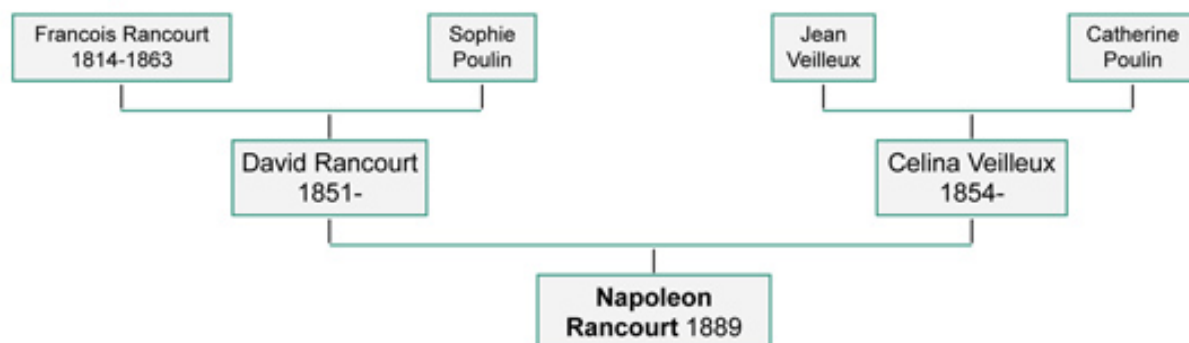 Francois Rancourt
1814-1863
Sophie
Poulin
Jean
Veilleux
Catherine
Poulin
David Rancourt
1851-
Celina Veilleux
1854-
Napoleon
Rancourt 1889